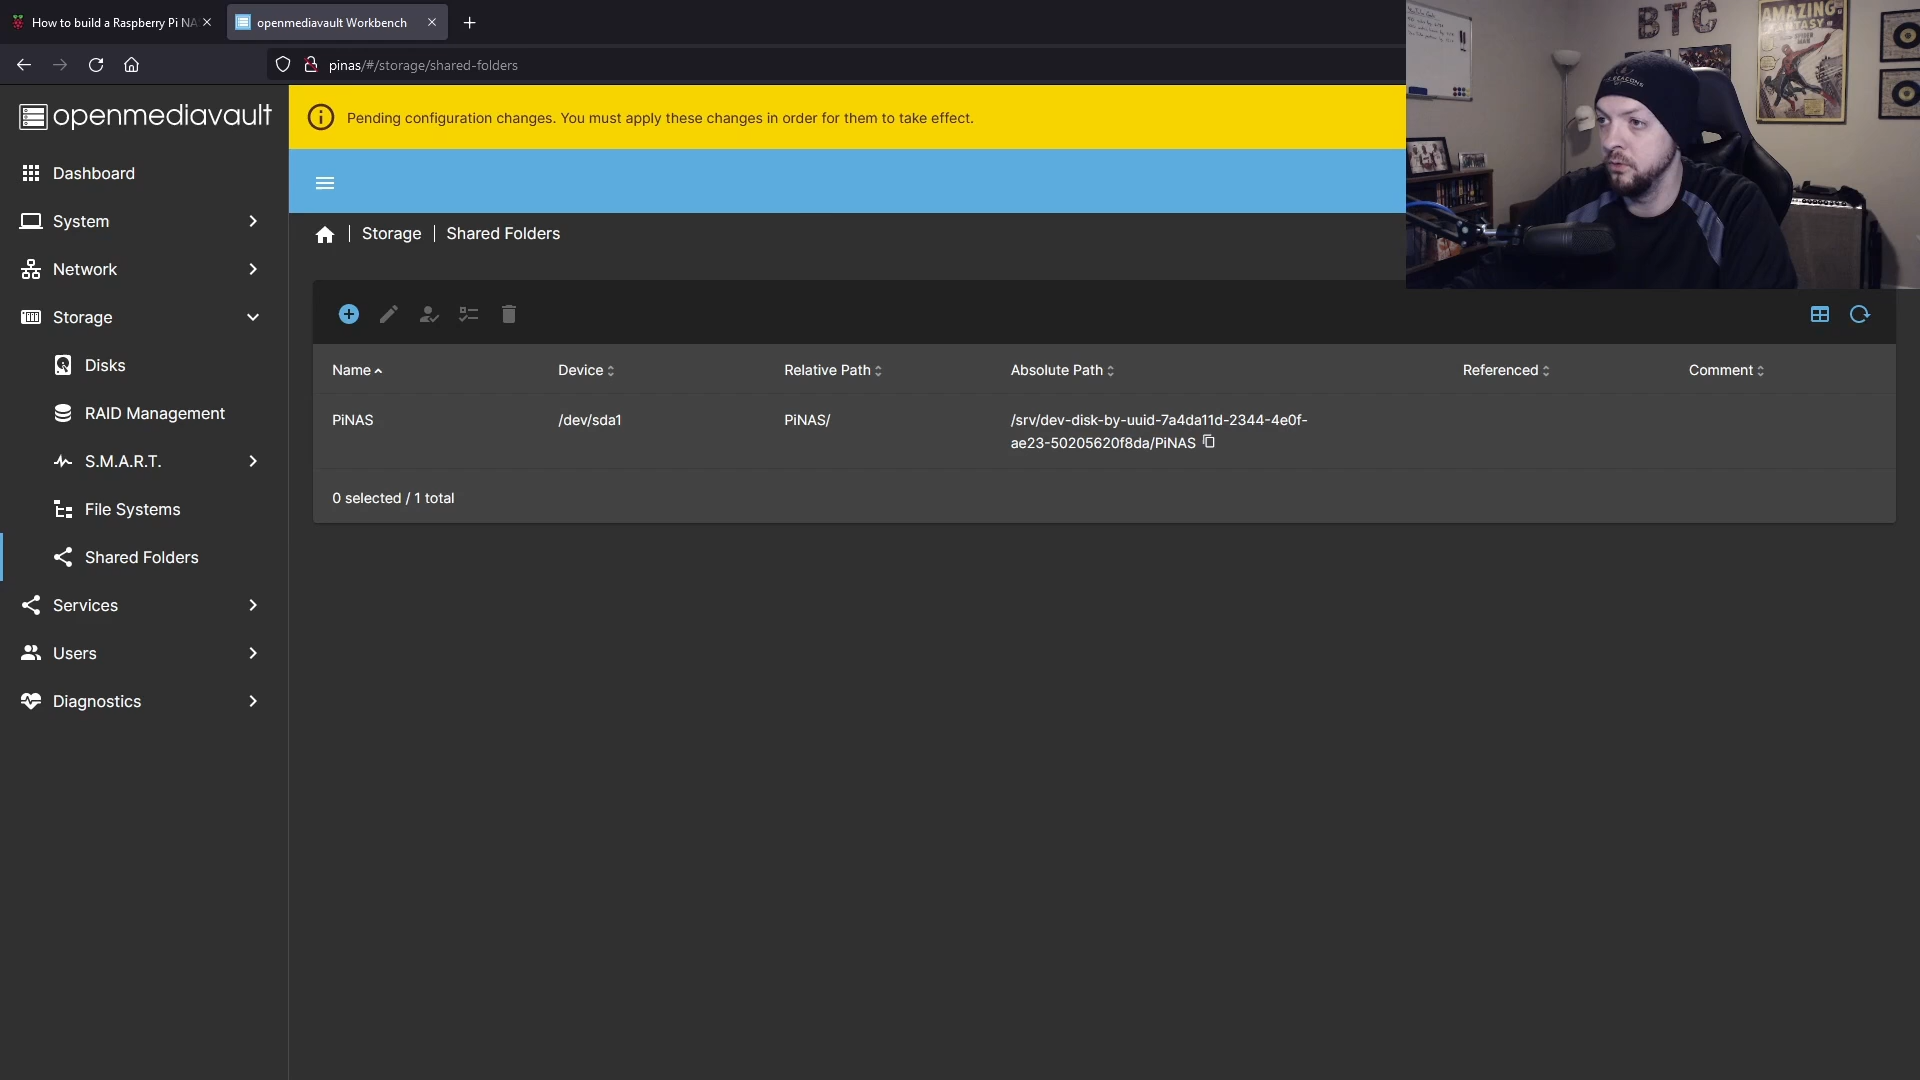 How to build a Raspberry Pi NA
openmediavault Workbench
pinas/#/storage/shared-folders
openmediavault
Pending configuration changes. You must apply these changes in order for them to take effect.
Dashboard
System
Network
Storage
Disks
RAID Management
S.M.A.R.T.
File Systems
Shared Folders
Services
Users
Diagnostics
Storage | Shared Folders
Name Device Relative Path Absolute Path Referenced Comment
PiNAS /dev/sda1 PiNAS/ /srv/dev-disk-by-uuid-7a4da11d-2344-4e0f-
ae23-50205620f8da/PiNAS
0 selected / 1 total
BTC
AMAZING
FANTASY
BEACONS